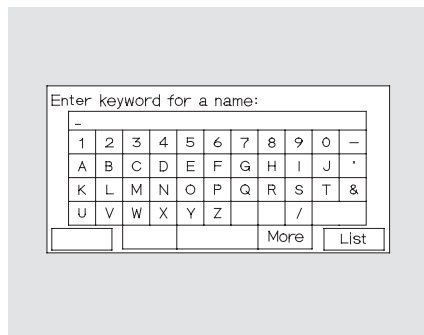 Enter keyword for a name:
_
1 2 3 4 5 6 7 8 9 0 –
A B C D E F G H I J '
K L M N O P Q R S T &
U V W X Y Z /
More List